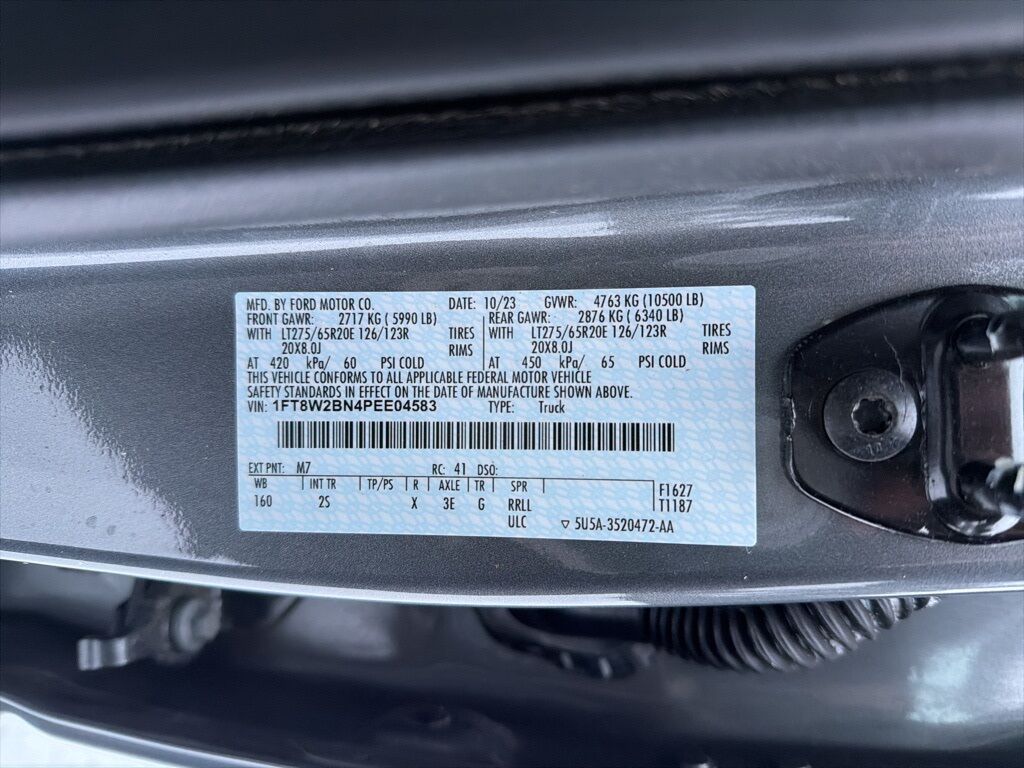 MFD. BY FORD MOTOR CO. DATE: 10/23 GVWR: 4763 KG (10500 LB)
FRONT GAWR: 2717 KG ( 5990 LB) REAR GAWR: 2876 KG ( 6340 LB)
WITH LT275/65R20E 126/123R TIRES WITH LT275/65R20E 126/123R TIRES
20X8.0J RIMS 20X8.0J RIMS
AT 420 kPa/ 60 PSI COLD AT 450 kPa/ 65 PSI COLD
THIS VEHICLE CONFORMS TO ALL APPLICABLE FEDERAL MOTOR VEHICLE
SAFETY STANDARDS IN EFFECT ON THE DATE OF MANUFACTURE SHOWN ABOVE.
VIN: 1FT8W2BN4PEE04583 TYPE: Truck
EXT PNT: M7 RC: 41 DSO:
WB INT TR TP/PS R AXLE TR SPR F1627
160 2S X 3E G RRLL T1187
ULC ▽ 5U5A-3520472-AA